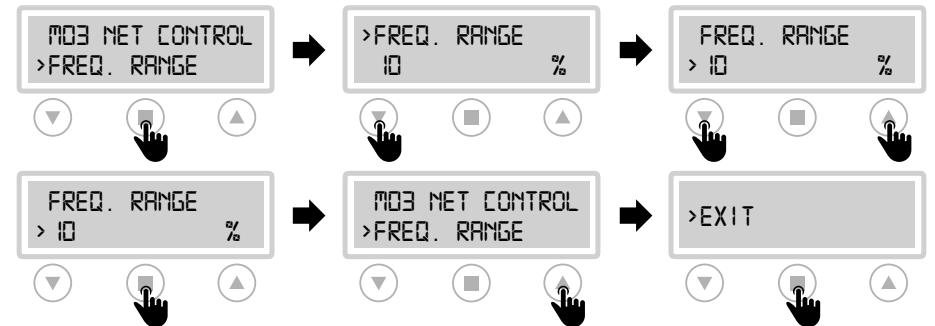 M03 NET CONTROL
>FREQ. RANGE
>FREQ. RANGE
10 %
FREQ. RANGE
> 10 %
FREQ. RANGE
> 10 %
M03 NET CONTROL
>FREQ. RANGE
>EXIT